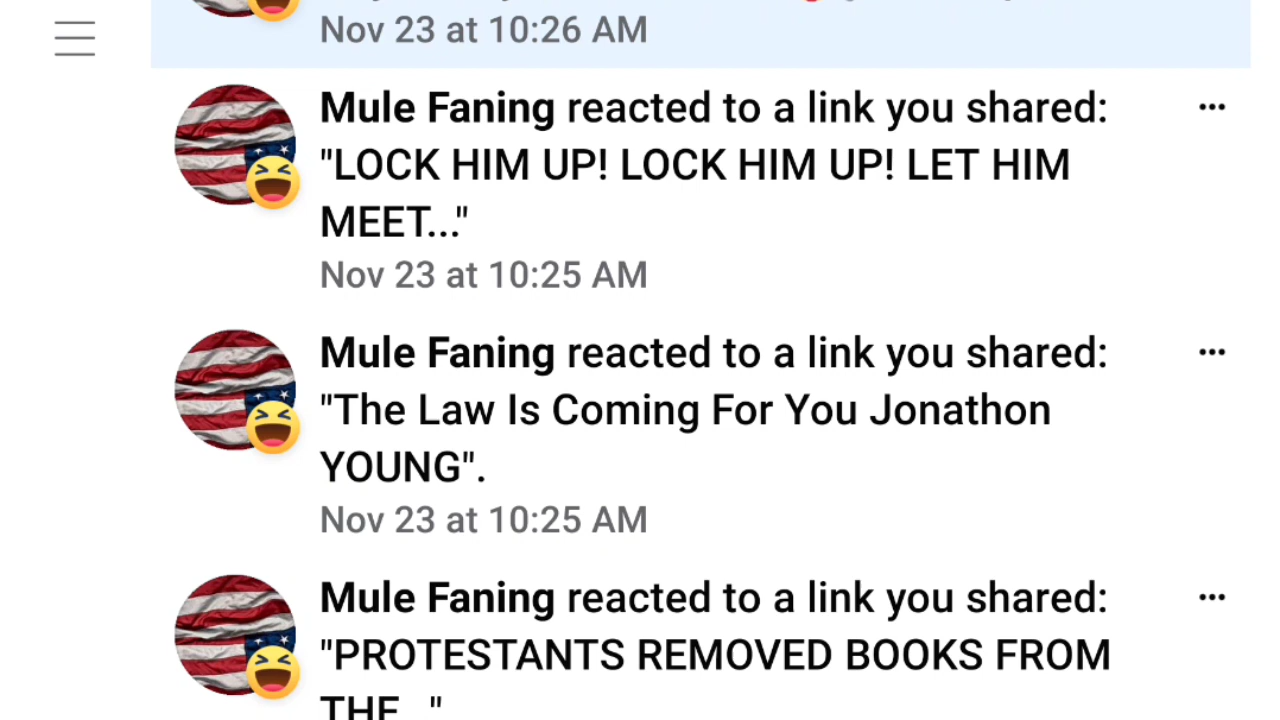 Nov 23 at 10:26 AM
Mule Faning reacted to a link you shared:
"LOCK HIM UP! LOCK HIM UP! LET HIM
MEET..."
Nov 23 at 10:25 AM
Mule Faning reacted to a link you shared:
"The Law Is Coming For You Jonathon
YOUNG".
Nov 23 at 10:25 AM
Mule Faning reacted to a link you shared:
"PROTESTANTS REMOVED BOOKS FROM
THE..."